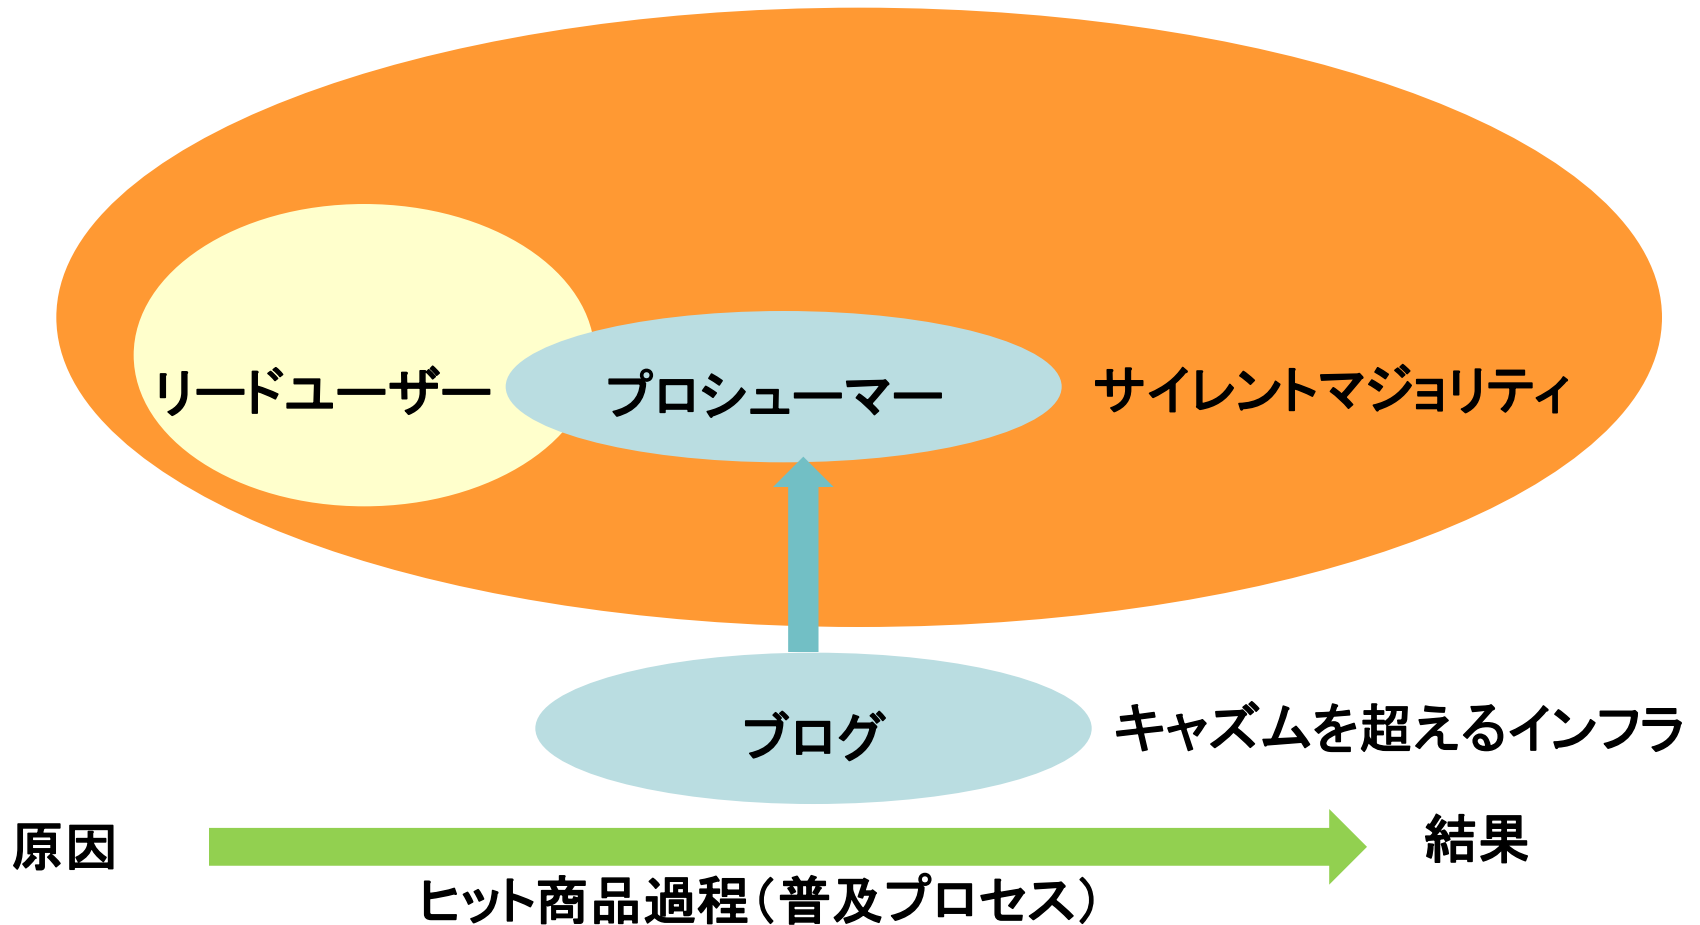 リードユーザー
プロシューマー
サイレントマジョリティ
ブログ
キャズムを超えるインフラ
原因
結果
ヒット商品過程（普及プロセス）